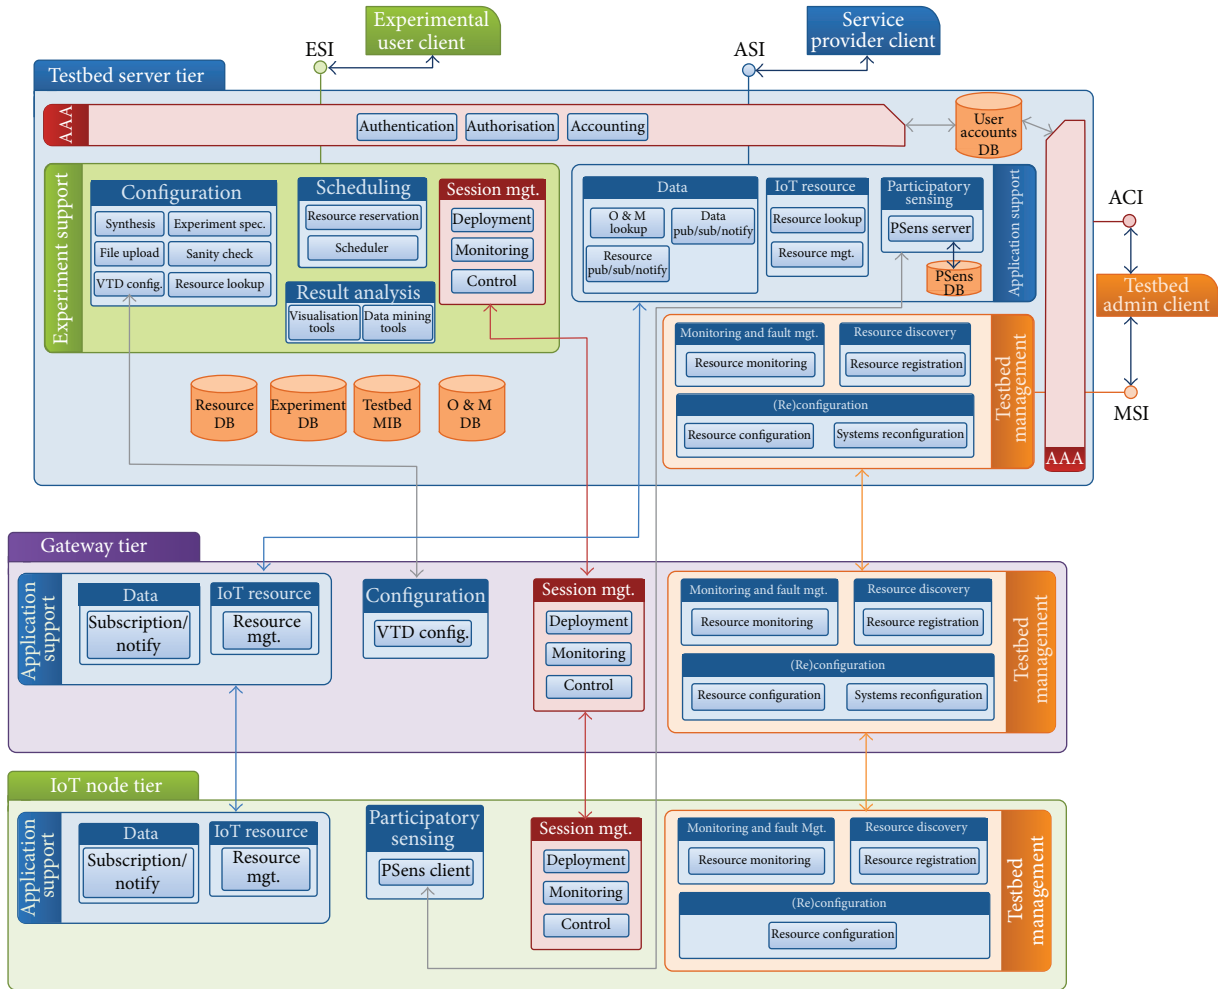 Experimental
user client
ESI
Service
provider client
ASI
Testbed server tier
AAA
Authentication
Authorisation
Accounting
User
accounts
DB
Experiment support
Configuration
Synthesis
Experiment spec.
File upload
Sanity check
VTD config.
Resource lookup
Scheduling
Resource reservation
Scheduler
Result analysis
Visualisation
tools
Data mining
tools
Session mgt.
Deployment
Monitoring
Control
Data
O & M
lookup
Data
pub/sub/notify
Resource
pub/sub/notify
IoT resource
Resource lookup
Resource mgt.
Participatory
sensing
PSens server
PSens
DB
Application support
ACI
Testbed
admin client
MSI
AAA
Monitoring and fault mgt.
Resource monitoring
Resource discovery
Resource registration
(Re)configuration
Resource configuration
Systems reconfiguration
Testbed
management
Resource
DB
Experiment
DB
Testbed
MIB
O & M
DB
Gateway tier
Application
support
Data
Subscription/
notify
IoT resource
Resource
mgt.
Configuration
VTD config.
Session mgt.
Deployment
Monitoring
Control
Monitoring and fault mgt.
Resource monitoring
Resource discovery
Resource registration
(Re)configuration
Resource configuration
Systems reconfiguration
Testbed
management
IoT node tier
Application
support
Data
Subscription/
notify
IoT resource
Resource
mgt.
Participatory
sensing
PSens client
Session mgt.
Deployment
Monitoring
Control
Monitoring and fault Mgt.
Resource monitoring
Resource discovery
Resource registration
(Re)configuration
Resource configuration
Testbed
management